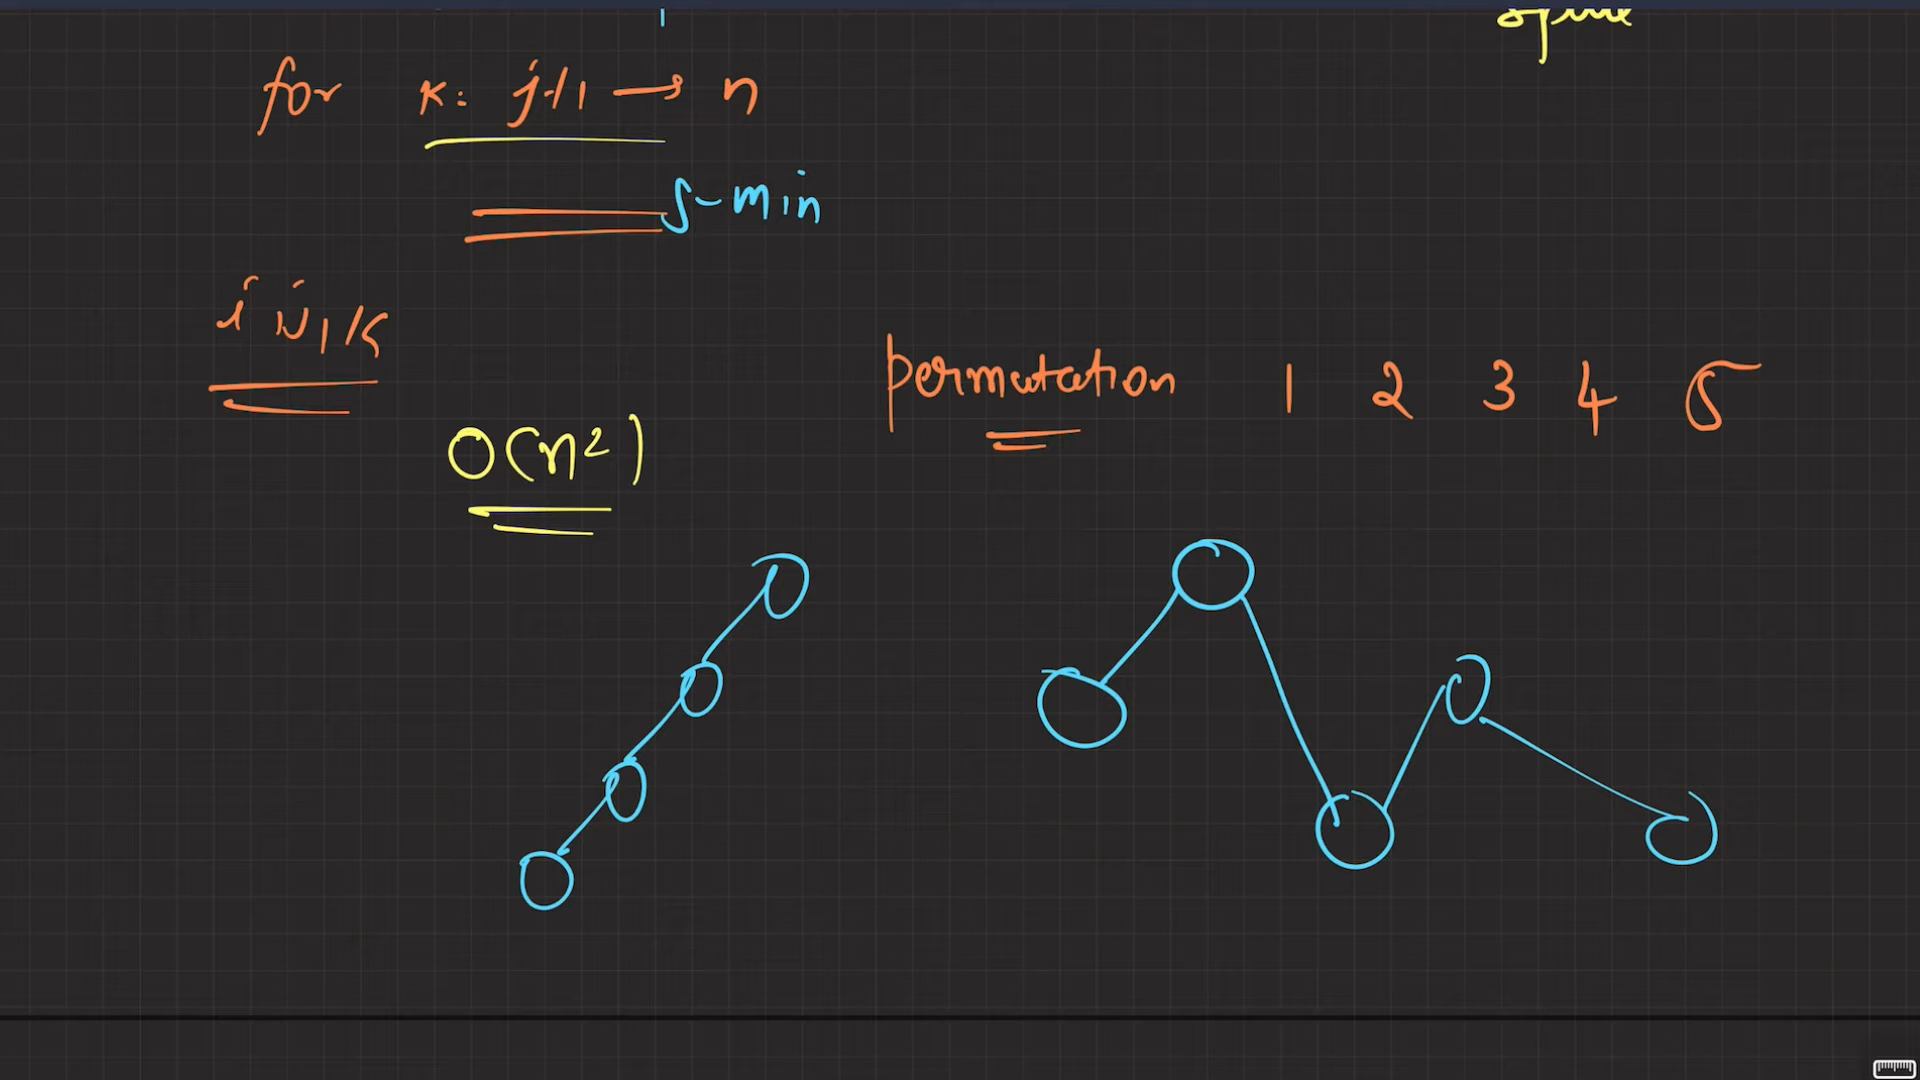 for K: j+1 → n
S-min
i, j, K
permutation 1 2 3 4 5
O(n²)